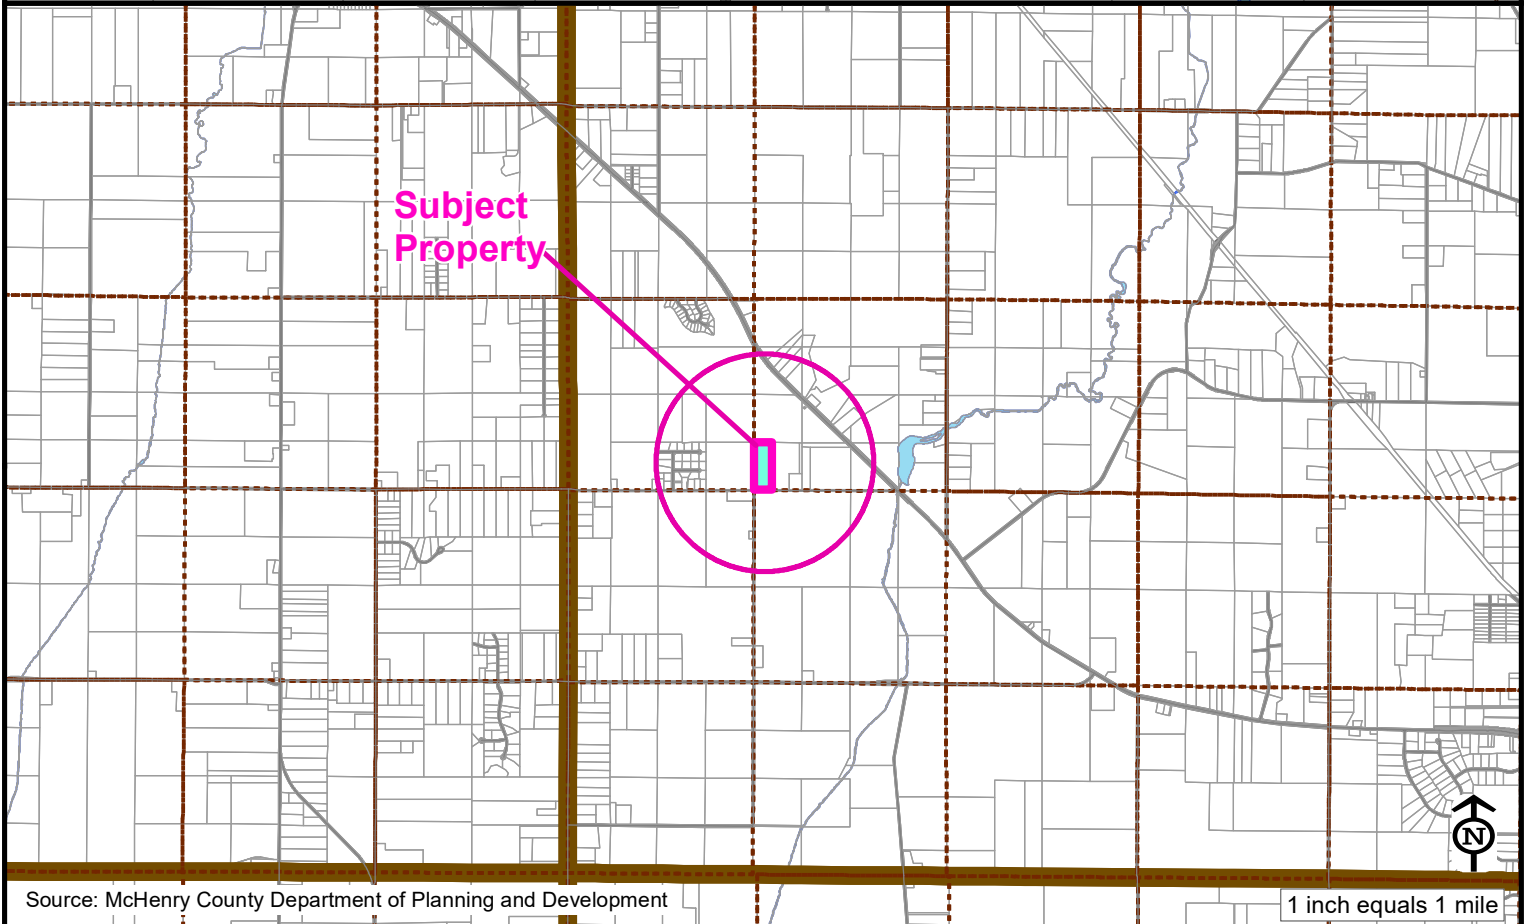 Subject
Property
N
Source: McHenry County Department of Planning and Development
1 inch equals 1 mile